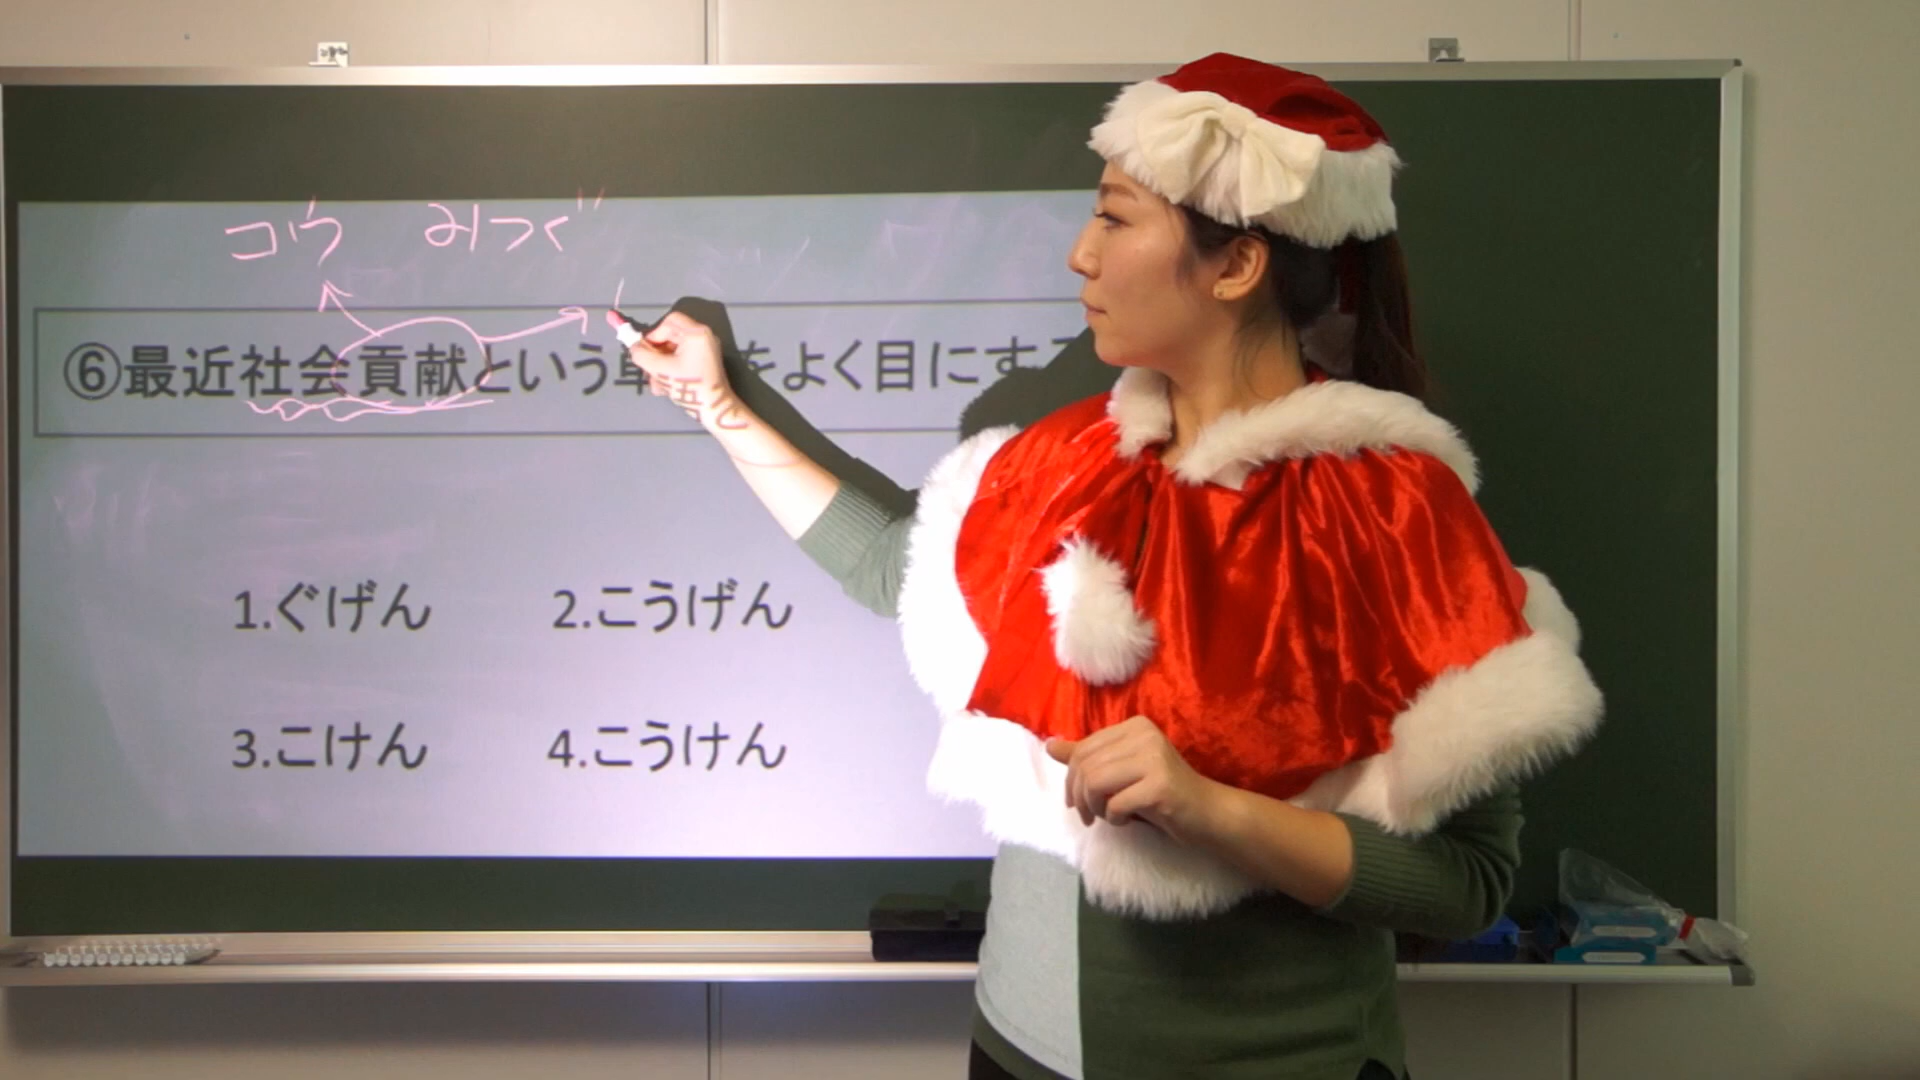 コウ みつぐ
⑥最近社会貢献という単語をよく目にする
1.ぐげん 2.こうげん
3.こけん 4.こうけん